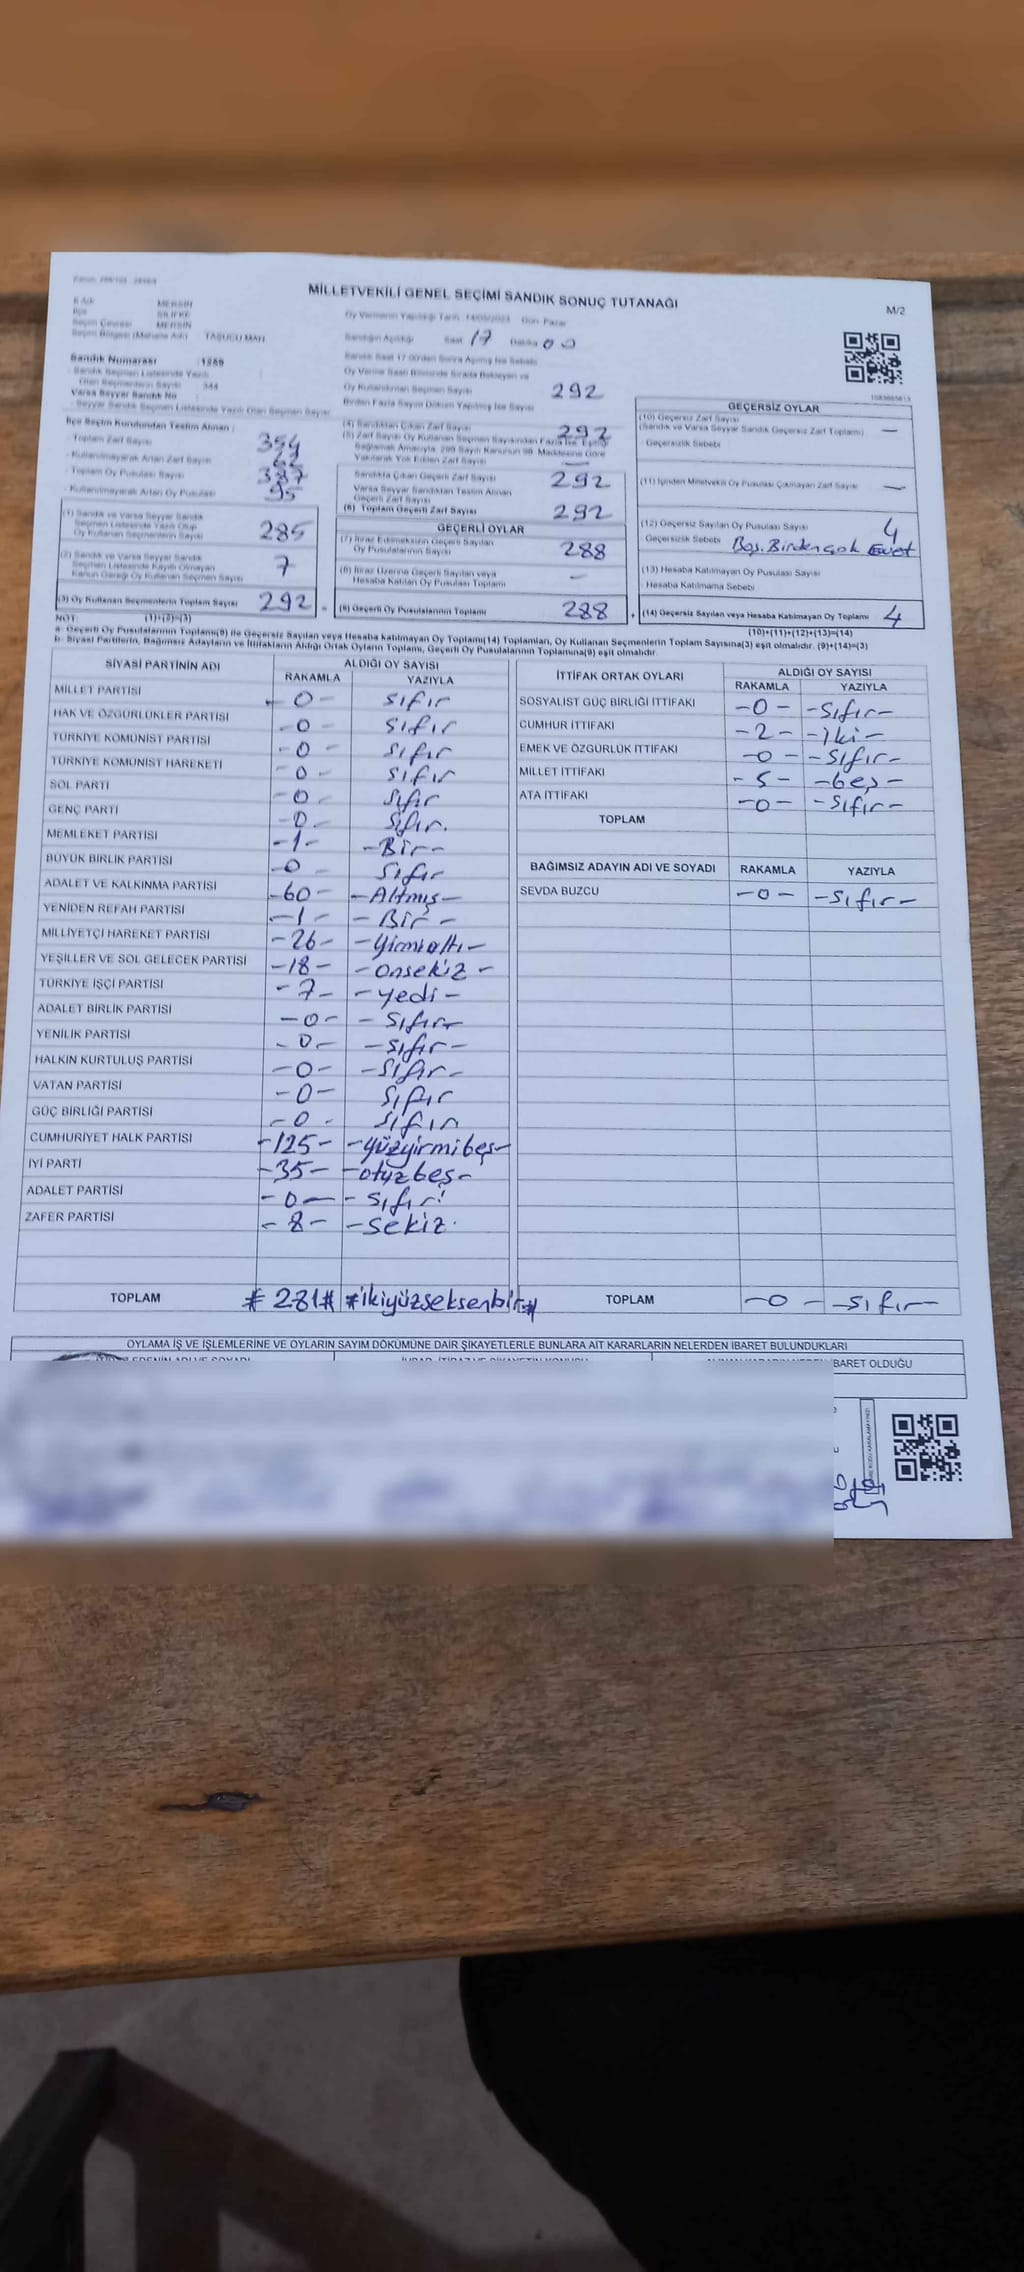 MİLLETVEKİLİ GENEL SEÇİMİ SANDIK SONUÇ TUTANAĞI
M/2
İl Adı MERSİN
İlçe SİLİFKE
Seçim Çevresi MERSİN
Seçim Bölgesi (Mahalle Adı) TAŞUCU MAH.
Oy Vermenin Yapıldığı Tarih: 14/05/2023 Gün: Pazar
Sandığın Açıldığı Saat 17 Dakika 00
Sandık Numarası
Sandık Seçmen Listesinde Yazılı
Olan Seçmenlerin Sayısı 344
Varsa Seyyar Sandık No
Seyyar Sandık Seçmen Listesinde Yazılı Olan Seçmen Sayısı
Sandık Saat 17.00'den Sonra Açılmış İse Sebebi
Oy Verme Saati Bitiminde Sırada Bekleyen ve
Oy Kullandırılan Seçmen Sayısı 292
Birden Fazla Sayım Döküm Yapılmış İse Sayısı
İlçe Seçim Kurulundan Teslim Alınan :
- Toplam Zarf Sayısı 354
- Kullanılmayarak Artan Zarf Sayısı
- Toplam Oy Pusulası Sayısı 387
- Kullanılmayarak Artan Oy Pusulası 95
(1) Sandık ve Varsa Seyyar Sandık
Seçmen Listesinde Yazılı Olup
Oy Kullanan Seçmenlerin Sayısı 285
(2) Sandık ve Varsa Seyyar Sandık
Seçmen Listesinde Kayıtlı Olmayan
Kanun Gereği Oy Kullanan Seçmen Sayısı 7
(3) Oy Kullanan Seçmenlerin Toplam Sayısı 292
(4) Sandıktan Çıkan Zarf Sayısı 292
(5) Zarf Sayısı Oy Kullanan Seçmen Sayısından Fazla İse, Eşitliği
Sağlamak Amacıyla, 298 Sayılı Kanunun 98. Maddesine Göre
Yakılarak Yok Edilen Zarf Sayısı —
Sandıkta Çıkan Geçerli Zarf Sayısı 292
Varsa Seyyar Sandıktan Teslim Alınan
Geçerli Zarf Sayısı
(6) Toplam Geçerli Zarf Sayısı 292
GEÇERLİ OYLAR
(7) İtiraz Edilmeksizin Geçerli Sayılan
Oy Pusulalarının Sayısı 288
(8) İtiraz Üzerine Geçerli Sayılan veya
Hesaba Katılan Oy Pusulası Toplamı —
(9) Geçerli Oy Pusulalarının Toplamı 288
GEÇERSİZ OYLAR
(10) Geçersiz Zarf Sayısı
(Sandık ve Varsa Seyyar Sandık Geçersiz Zarf Toplamı) —
- Geçersizlik Sebebi
(11) İçinden Milletvekili Oy Pusulası Çıkmayan Zarf Sayısı —
(12) Geçersiz Sayılan Oy Pusulası Sayısı 4
- Geçersizlik Sebebi Boş. Birden çok Evet
(13) Hesaba Katılmayan Oy Pusulası Sayısı
- Hesaba Katılmama Sebebi
(14) Geçersiz Sayılan veya Hesaba Katılmayan Oy Toplamı 4
NOT: (1)+(2)=(3) (10)+(11)+(12)+(13)=(14)
a- Geçerli Oy Pusulalarının Toplamı(9) ile Geçersiz Sayılan veya Hesaba katılmayan Oy Toplamı(14) Toplamları, Oy Kullanan Seçmenlerin Toplam Sayısına(3) eşit olmalıdır. (9)+(14)=(3)
b- Siyasi Partilerin, Bağımsız Adayların ve İttifakların Aldığı Ortak Oyların Toplamı, Geçerli Oy Pusulalarının Toplamına(9) eşit olmalıdır.
SİYASİ PARTİNİN ADI ALDIĞI OY SAYISI
RAKAMLA YAZIYLA
MİLLET PARTİSİ - 0 - sıfır
HAK VE ÖZGÜRLÜKLER PARTİSİ - 0 - sıfır
TÜRKİYE KOMÜNİST PARTİSİ - 0 - sıfır
TÜRKİYE KOMÜNİST HAREKETİ 0 - sıfır
SOL PARTİ - 0 - sıfır
GENÇ PARTİ - 0 - sıfır.
MEMLEKET PARTİSİ - 1 - - Bir -
BÜYÜK BİRLİK PARTİSİ - 0 sıfır
ADALET VE KALKINMA PARTİSİ - 60 - - Altmış -
YENİDEN REFAH PARTİSİ - 1 - - Bir -
MİLLİYETÇİ HAREKET PARTİSİ - 26 - - yirmialtı -
YEŞİLLER VE SOL GELECEK PARTİSİ - 18 - - onsekiz -
TÜRKİYE İŞÇİ PARTİSİ - 7 - - yedi -
ADALET BİRLİK PARTİSİ - 0 - - sıfır
YENİLİK PARTİSİ - 0 - - sıfır -
HALKIN KURTULUŞ PARTİSİ - 0 - - sıfır -
VATAN PARTİSİ - 0 - sıfır
GÜÇ BİRLİĞİ PARTİSİ - 0 - sıfır
CUMHURİYET HALK PARTİSİ - 125 - - yüzyirmibeş -
İYİ PARTİ - 35 - - otuzbeş -
ADALET PARTİSİ - 0 - - sıfır
ZAFER PARTİSİ - 8 - - sekiz.
TOPLAM # 281 # # ikiyüzseksenbir #
İTTİFAK ORTAK OYLARI ALDIĞI OY SAYISI
RAKAMLA YAZIYLA
SOSYALİST GÜÇ BİRLİĞİ İTTİFAKI - 0 - - sıfır -
CUMHUR İTTİFAKI - 2 - - iki -
EMEK VE ÖZGÜRLÜK İTTİFAKI - 0 - - sıfır -
MİLLET İTTİFAKI - 5 - - beş -
ATA İTTİFAKI - 0 - - sıfır -
TOPLAM
BAĞIMSIZ ADAYIN ADI VE SOYADI RAKAMLA YAZIYLA
SEVDA BUZCU - 0 - - sıfır -
TOPLAM - 0 - - sıfır -
OYLAMA İŞ VE İŞLEMLERİNE VE OYLARIN SAYIM DÖKÜMÜNE DAİR ŞİKAYETLERLE BUNLARA AİT KARARLARIN NELERDEN İBARET BULUNDUKLARI
BARET OLDUĞU